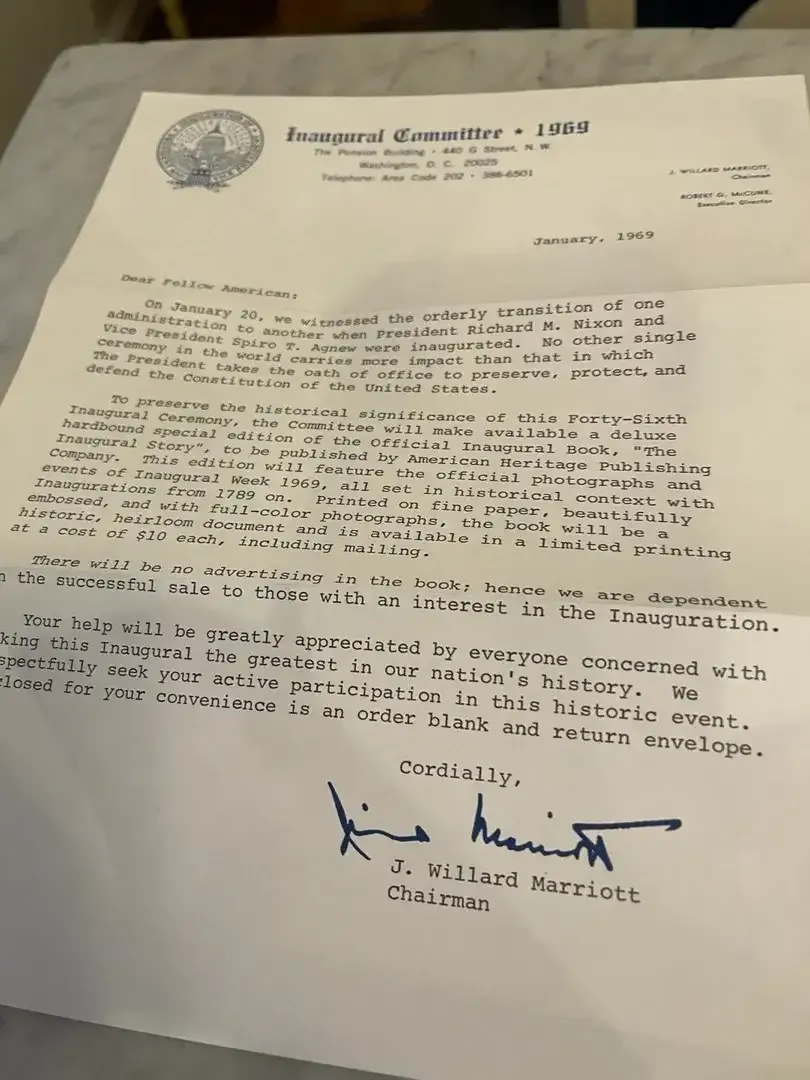 Inaugural Committee ★ 1969
The Pension Building • 440 G Street, N. W.
Washington, D. C. 20025
Telephone: Area Code 202 • 386-6501
J. WILLARD MARRIOTT,
Chairman
ROBERT G. McCUNE,
Executive Director
January, 1969
Dear Fellow American:
On January 20, we witnessed the orderly transition of one
administration to another when President Richard M. Nixon and
Vice President Spiro T. Agnew were inaugurated. No other single
ceremony in the world carries more impact than that in which
The President takes the oath of office to preserve, protect, and
defend the Constitution of the United States.
To preserve the historical significance of this Forty-Sixth
Inaugural Ceremony, the Committee will make available a deluxe
hardbound special edition of the Official Inaugural Book, "The
Inaugural Story", to be published by American Heritage Publishing
Company. This edition will feature the official photographs and
events of Inaugural Week 1969, all set in historical context with
Inaugurations from 1789 on. Printed on fine paper, beautifully
embossed, and with full-color photographs, the book will be a
historic, heirloom document and is available in a limited printing
at a cost of $10 each, including mailing.
There will be no advertising in the book; hence we are dependent
n the successful sale to those with an interest in the Inauguration.
Your help will be greatly appreciated by everyone concerned with
king this Inaugural the greatest in our nation's history. We
spectfully seek your active participation in this historic event.
closed for your convenience is an order blank and return envelope.
Cordially,
J. Willard Marriott
Chairman